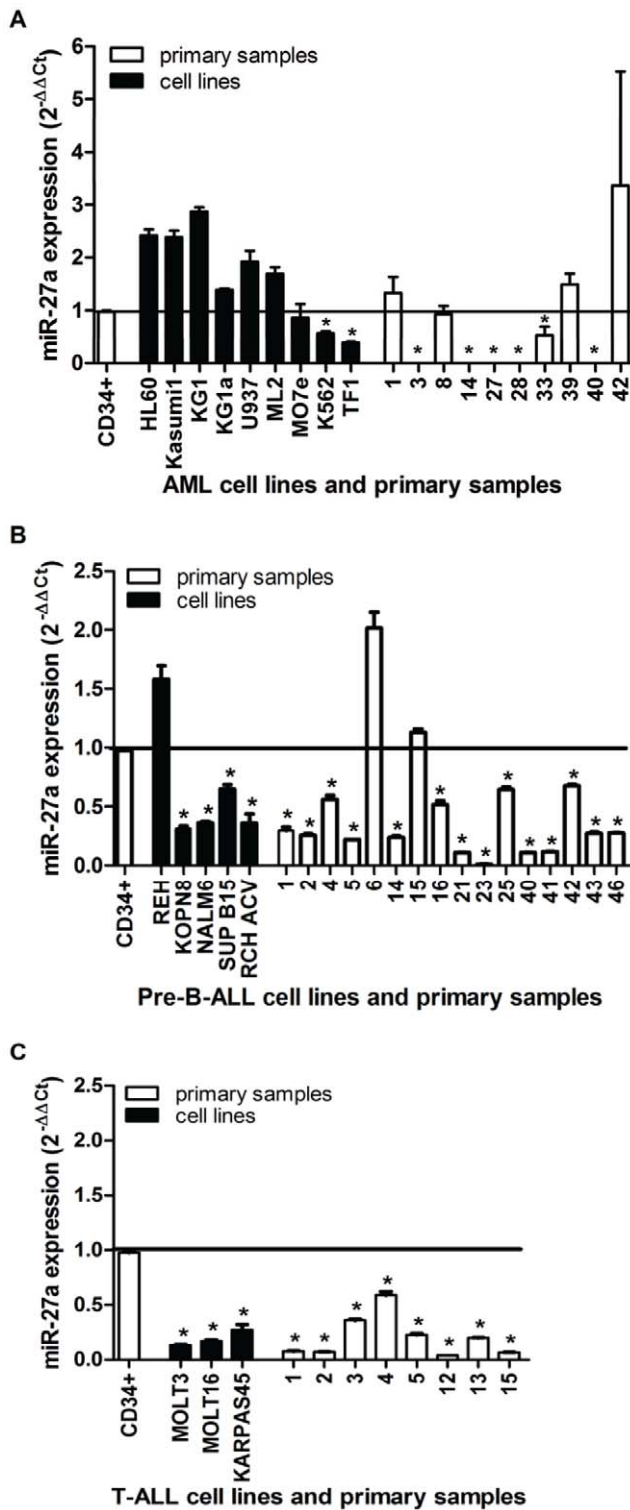 A
miR-27a expression (2-ΔΔCt)
6
5
4
3
2
1
0
primary samples
cell lines
* * * * * * * *
CD34+ HL60 Kasumi1 KG1 KG1a U937 ML2 MO7e K562 TF1 1 3 8 14 27 28 33 39 40 42
AML cell lines and primary samples
B
miR-27a expression (2-ΔΔCt)
2.5
2.0
1.5
1.0
0.5
0.0
primary samples
cell lines
* * * * * * * * * * * * * * * * * *
CD34+ REH KOPN8 NALM6 SUP B15 RCH ACV 1 2 4 5 6 14 15 16 21 23 25 40 41 42 43 46
Pre-B-ALL cell lines and primary samples
C
miR-27a expression (2-ΔΔCt)
2.5
2.0
1.5
1.0
0.5
0.0
primary samples
cell lines
* * * * * * * * * * *
CD34+ MOLT3 MOLT16 KARPAS45 1 2 3 4 5 12 13 15
T-ALL cell lines and primary samples